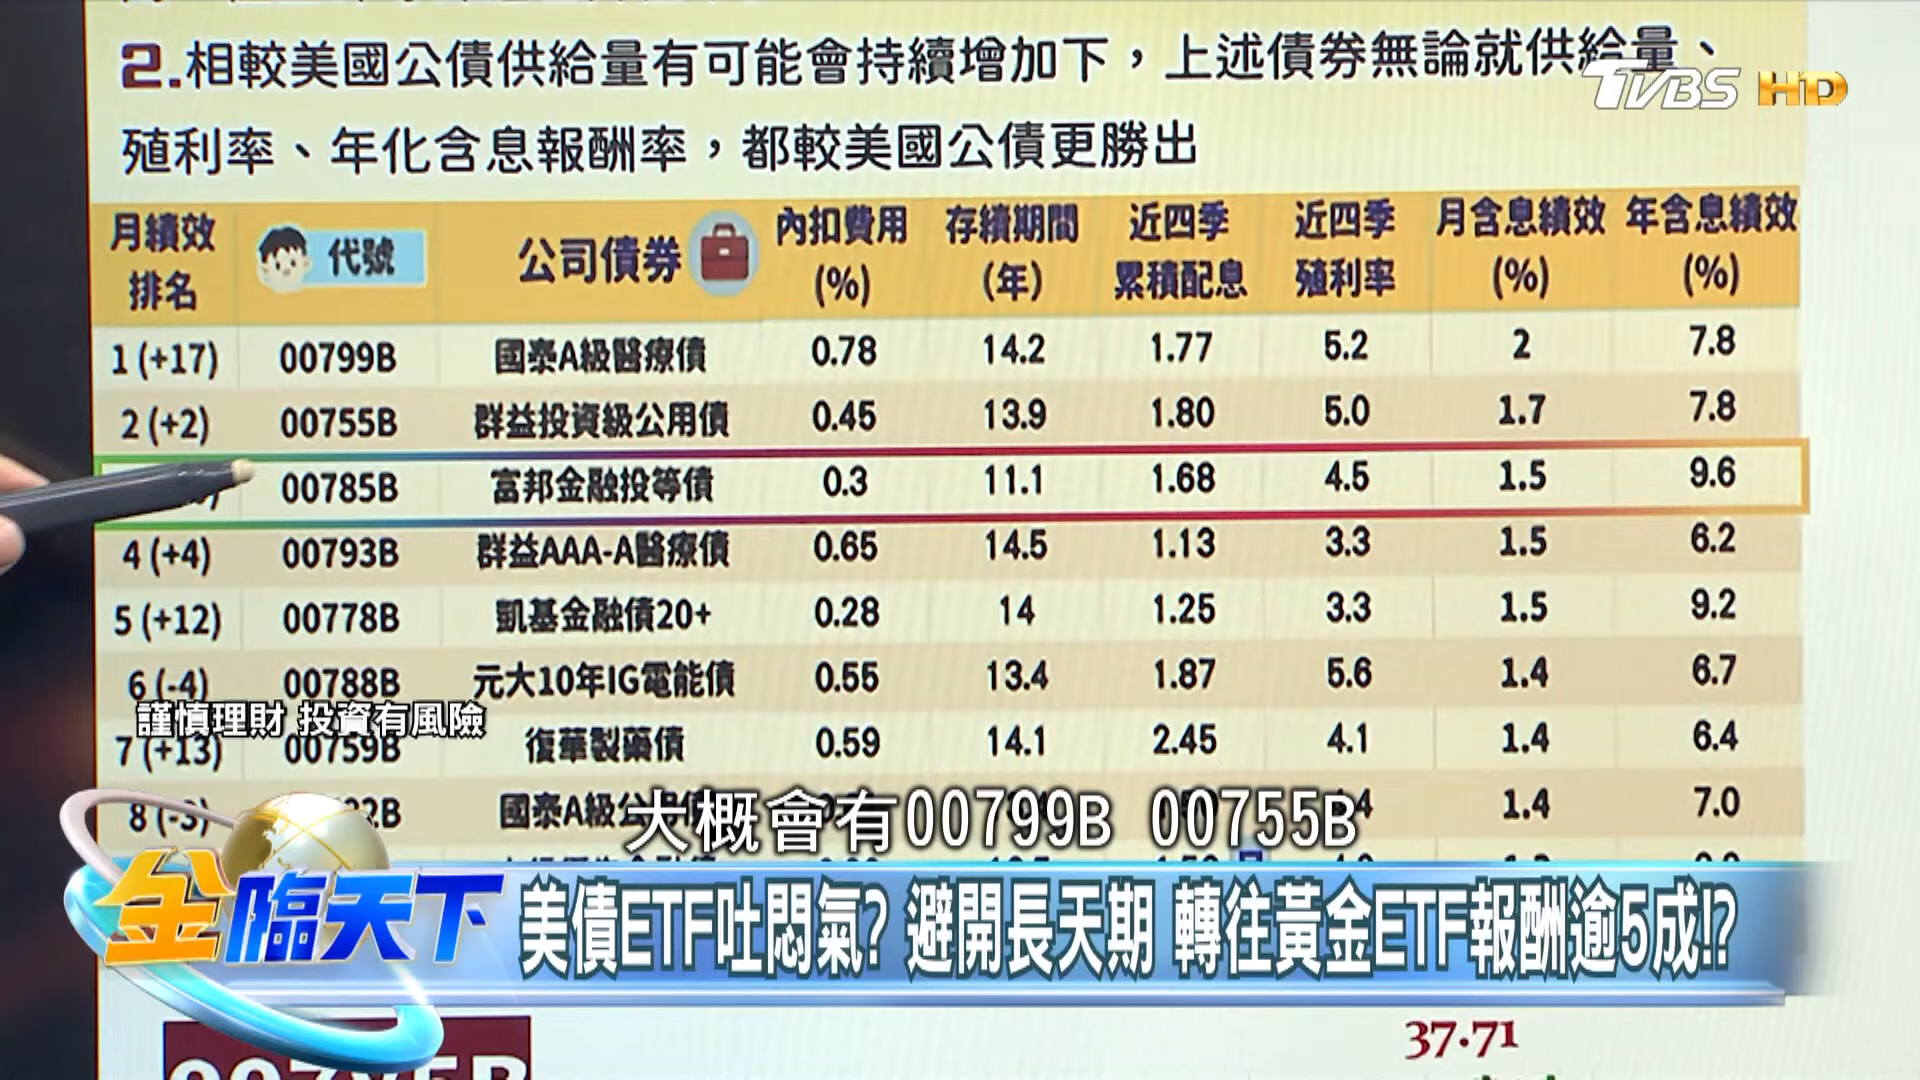 2.相較美國公債供給量有可能會持續增加下，上述債券無論就供給量、
TVBS HD
殖利率、年化含息報酬率，都較美國公債更勝出
月績效排名 代號 公司債券 內扣費用(%) 存續期間(年) 近四季累積配息 近四季殖利率 月含息績效(%) 年含息績效(%)
1 (+17) 00799B 國泰A級醫療債 0.78 14.2 1.77 5.2 2 7.8
2 (+2) 00755B 群益投資級公用債 0.45 13.9 1.80 5.0 1.7 7.8
00785B 富邦金融投等債 0.3 11.1 1.68 4.5 1.5 9.6
4 (+4) 00793B 群益AAA-A醫療債 0.65 14.5 1.13 3.3 1.5 6.2
5 (+12) 00778B 凱基金融債20+ 0.28 14 1.25 3.3 1.5 9.2
6 (-4) 00788B 元大10年IG電能債 0.55 13.4 1.87 5.6 1.4 6.7
謹慎理財 投資有風險
7 (+13) 00759B 復華製藥債 0.59 14.1 2.45 4.1 1.4 6.4
8 (-3) 2B 國泰A級公用債 1.4 7.0
大概會有00799B 00755B
金臨天下
美債ETF吐悶氣? 避開長天期 轉往黃金ETF報酬逾5成!?
37.71